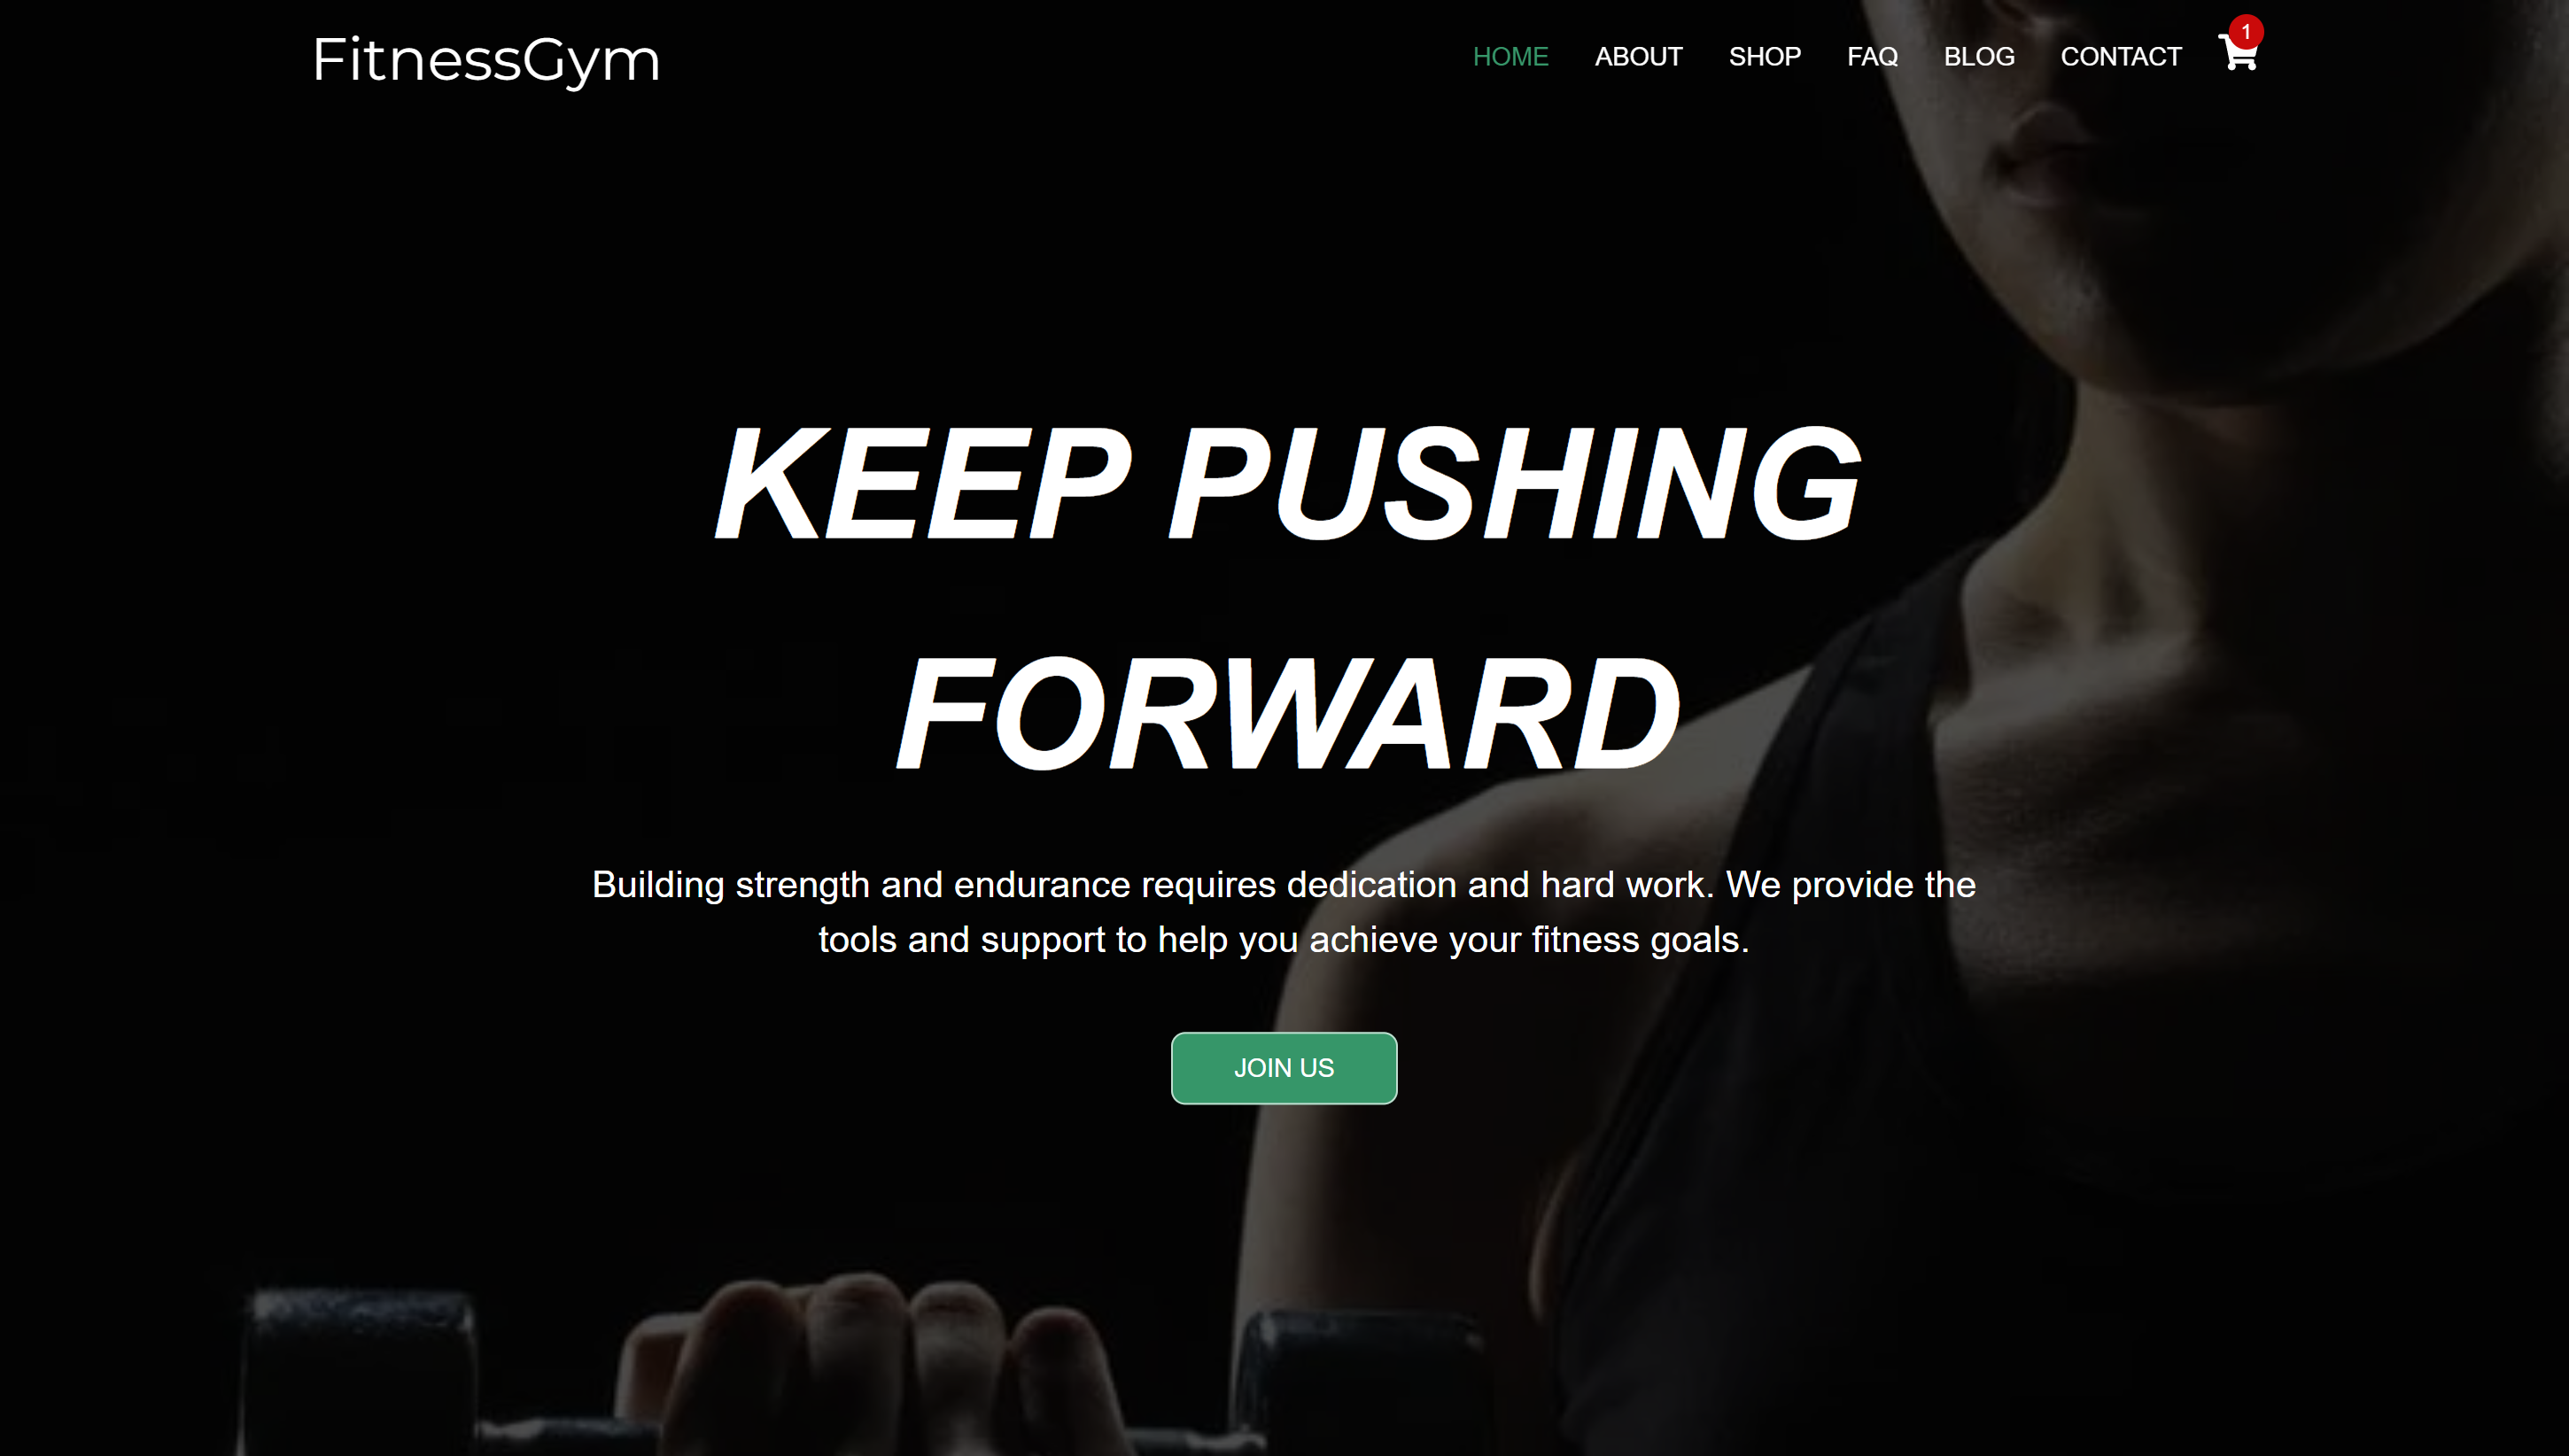 FitnessGym
HOME ABOUT SHOP FAQ BLOG CONTACT 1
KEEP PUSHING
FORWARD
Building strength and endurance requires dedication and hard work. We provide the
tools and support to help you achieve your fitness goals.
JOIN US